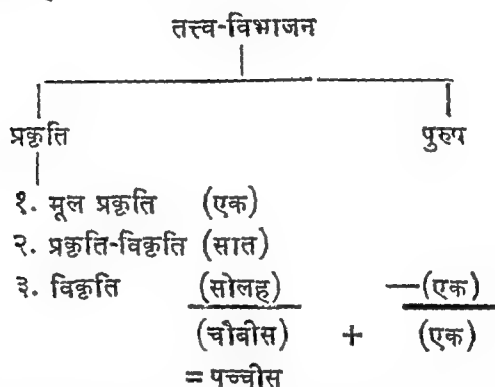 तत्त्व-विभाजन
प्रकृति पुरुष
१. मूल प्रकृति (एक)
२. प्रकृति-विकृति (सात)
३. विकृति (सोलह) —(एक)
(चोबीस) + (एक)
= पच्चीस